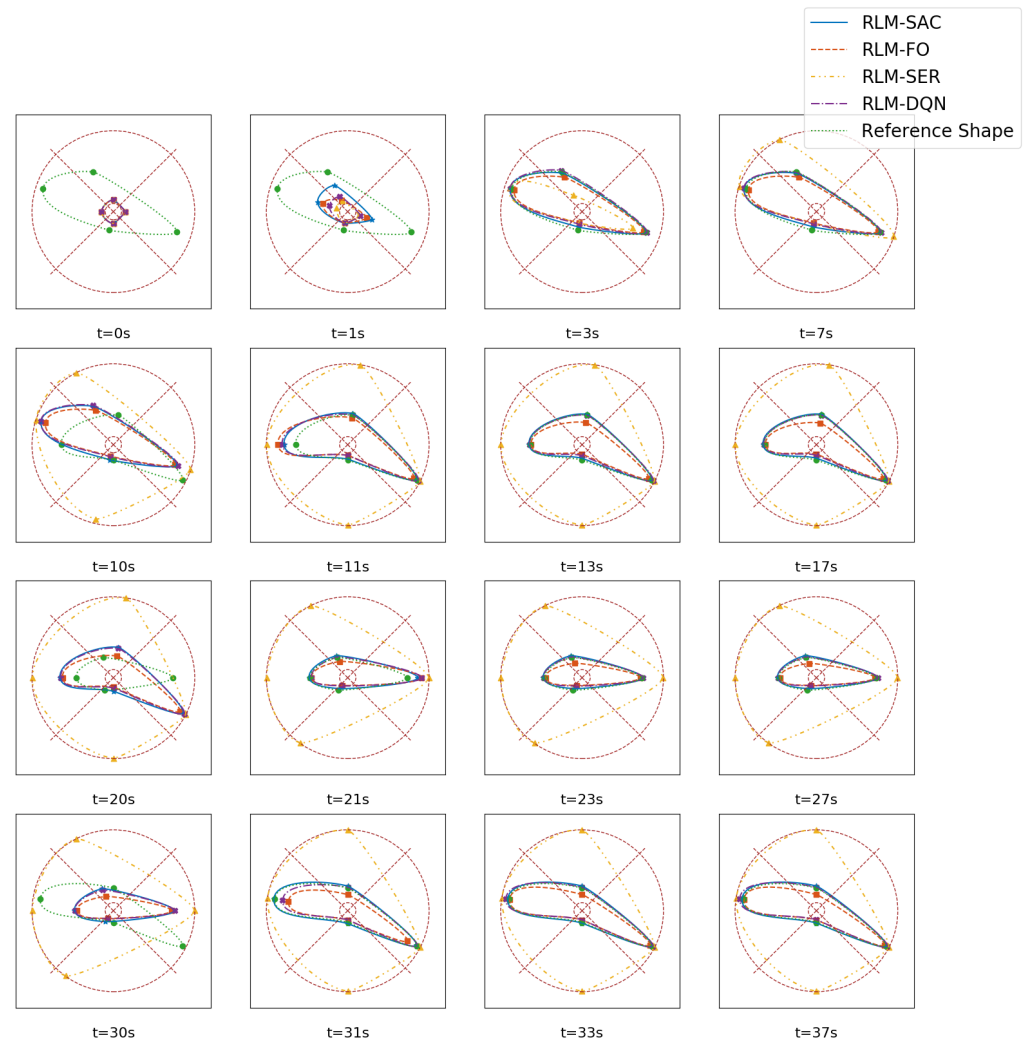 RLM-SAC
RLM-FO
RLM-SER
RLM-DQN
Reference Shape
t=0s
t=1s
t=3s
t=7s
t=10s
t=11s
t=13s
t=17s
t=20s
t=21s
t=23s
t=27s
t=30s
t=31s
t=33s
t=37s